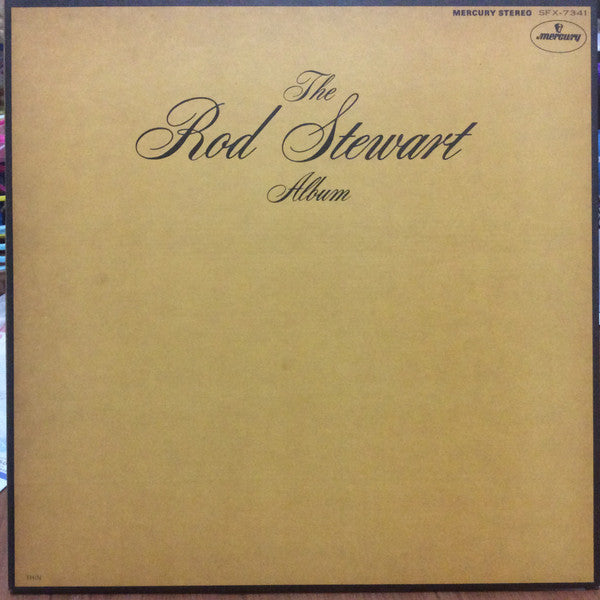 MERCURY STEREO SFX-7341
mercury
The
Rod Stewart
Album